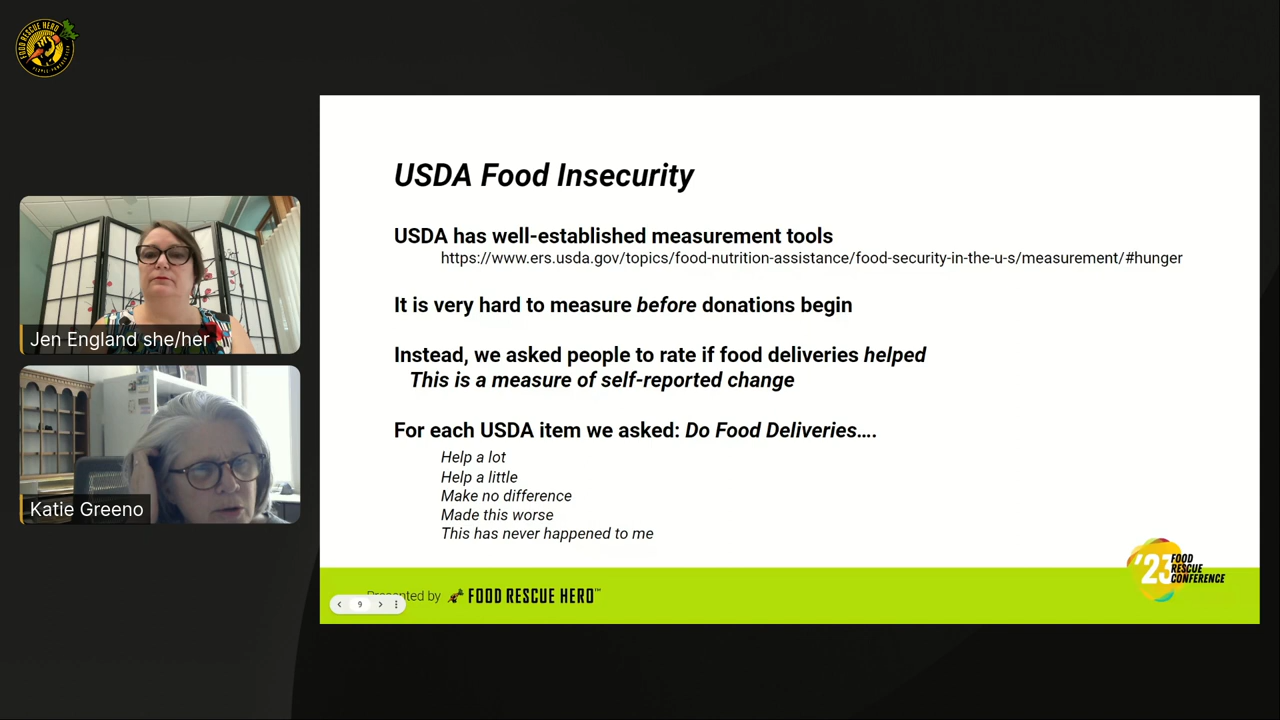 FOOD RESCUE HERO
Jen England she/her
Katie Greeno
USDA Food Insecurity
USDA has well-established measurement tools
https://www.ers.usda.gov/topics/food-nutrition-assistance/food-security-in-the-u-s/measurement/#hunger
It is very hard to measure before donations begin
Instead, we asked people to rate if food deliveries helped
This is a measure of self-reported change
For each USDA item we asked: Do Food Deliveries….
Help a lot
Help a little
Make no difference
Made this worse
This has never happened to me
Presented by FOOD RESCUE HERO™
9
'23 FOOD
RESCUE
CONFERENCE